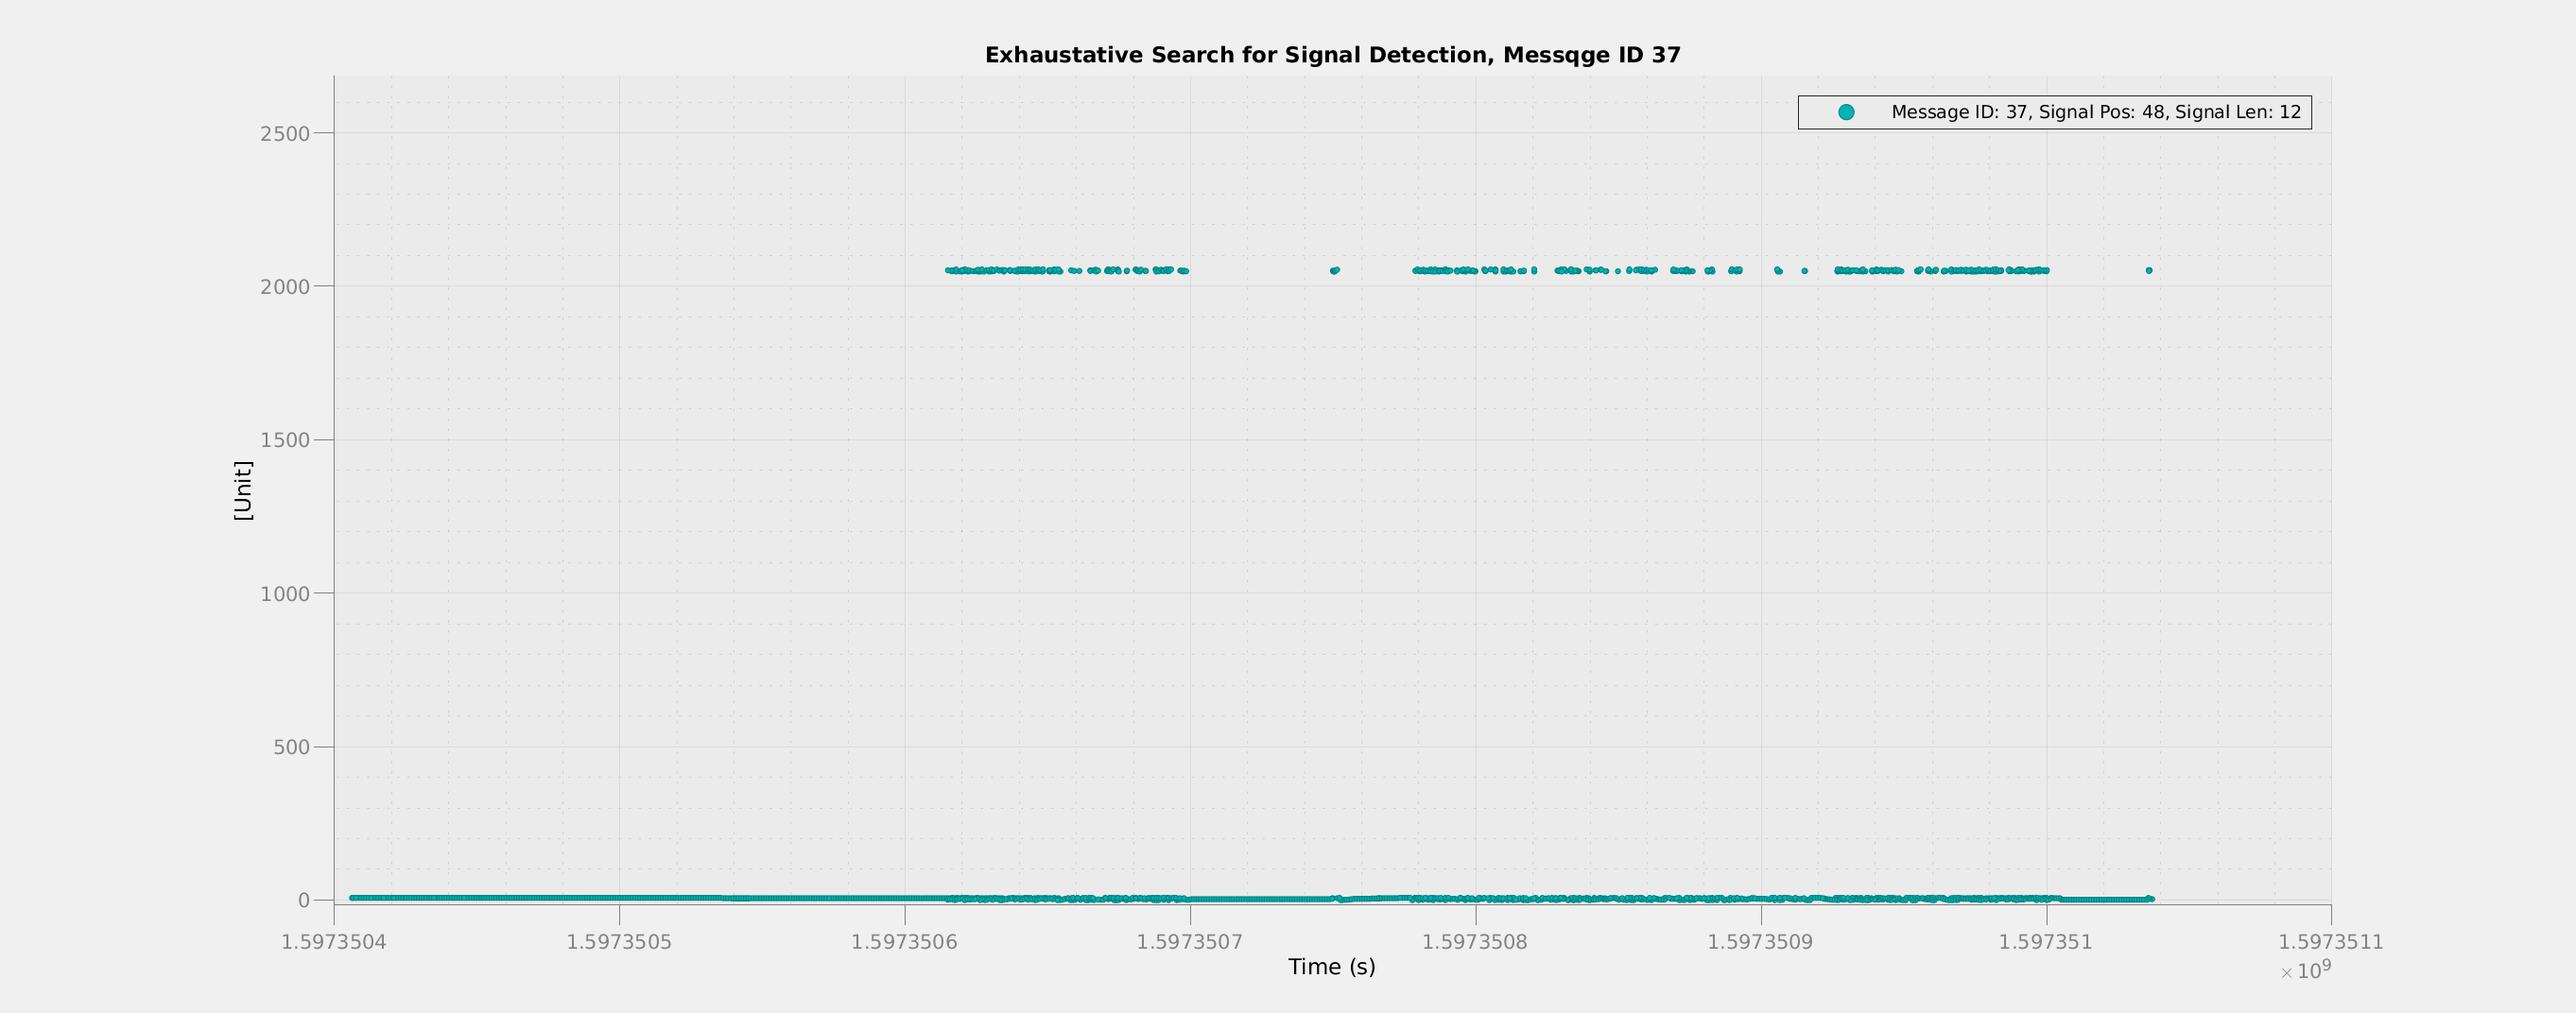 Exhaustative Search for Signal Detection, Messqge ID 37
Message ID: 37, Signal Pos: 48, Signal Len: 12
2500
2000
1500
1000
500
0
[Unit]
1.5973504 1.5973505 1.5973506 1.5973507 1.5973508 1.5973509 1.597351 1.5973511
Time (s)
×10⁹